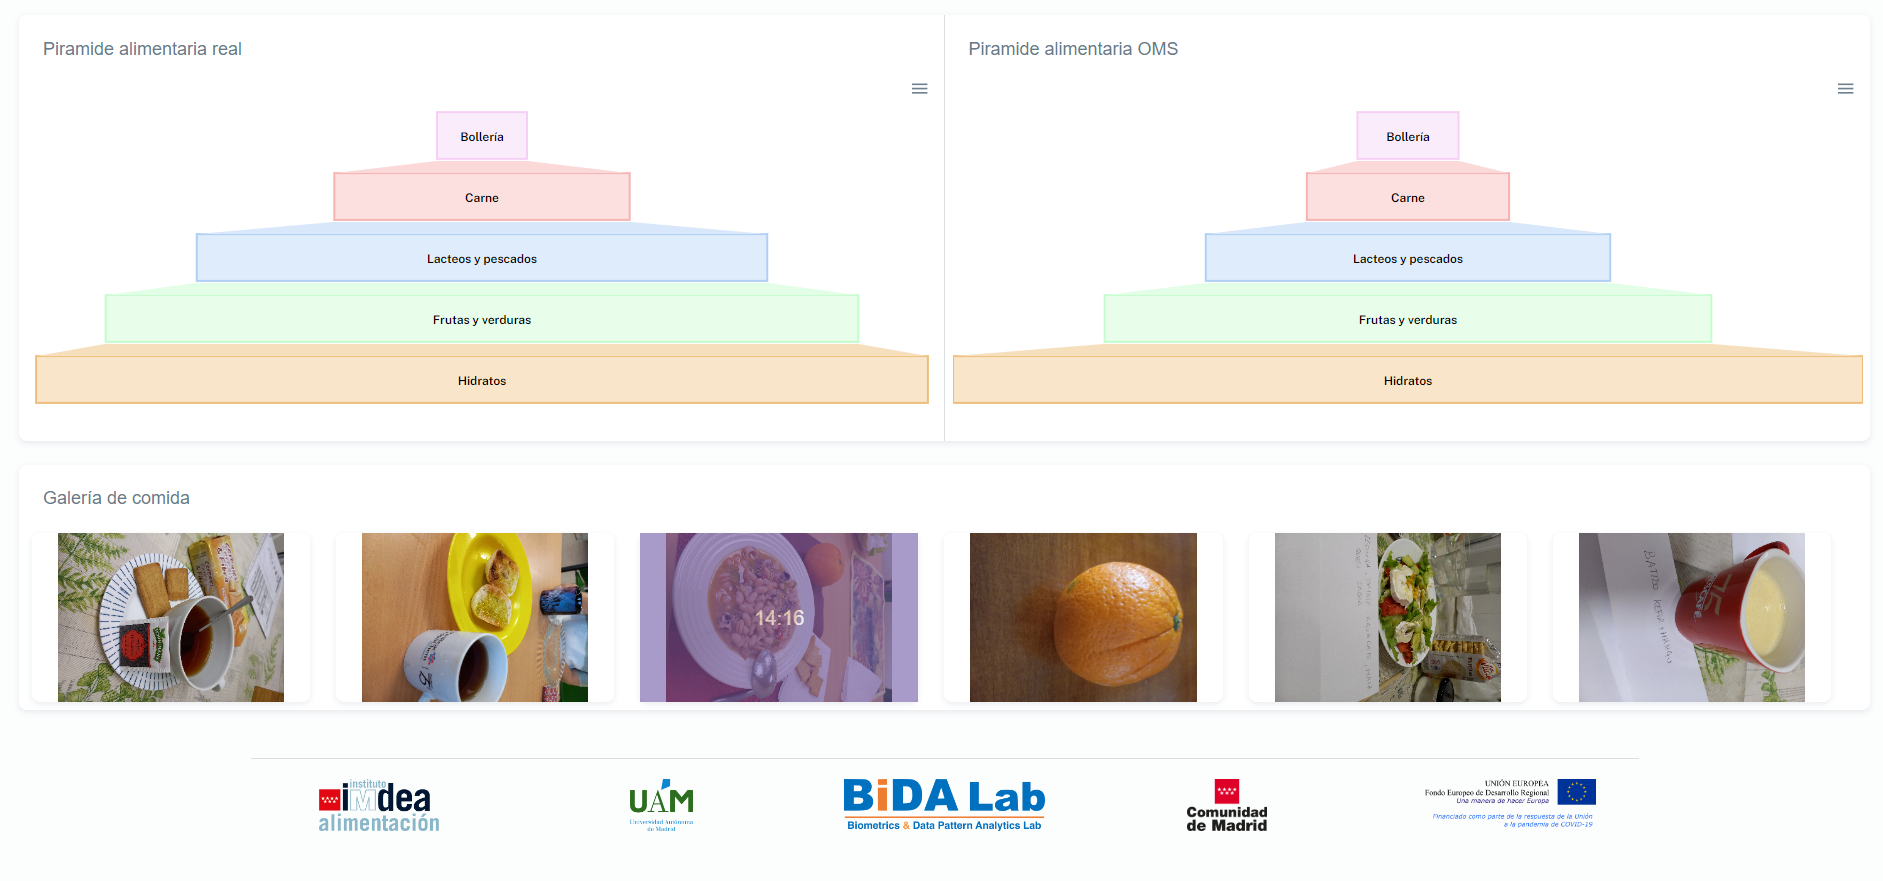 Piramide alimentaria real
Piramide alimentaria OMS
Bollería
Carne
Lacteos y pescados
Frutas y verduras
Hidratos
Bollería
Carne
Lacteos y pescados
Frutas y verduras
Hidratos
Galería de comida
14:16
BATIDO
instituto
iMdea
alimentación
UAM
Universidad Autónoma
de Madrid
BiDA Lab
Biometrics & Data Pattern Analytics Lab
Comunidad
de Madrid
UNIÓN EUROPEA
Fondo Europeo de Desarrollo Regional
Una manera de hacer Europa
Financiado como parte de la respuesta de la Unión
a la pandemia de COVID-19